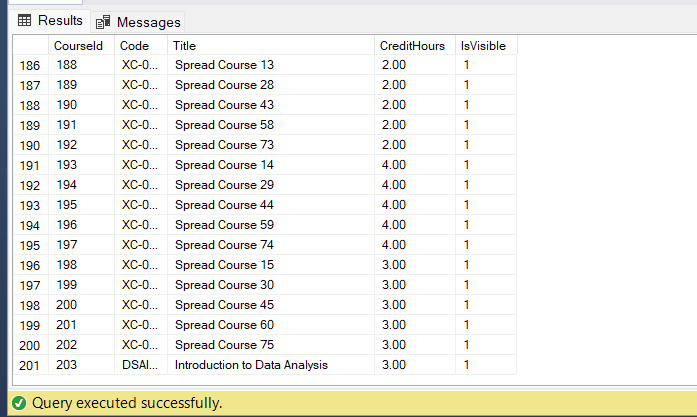 Results Messages
CourseId Code Title CreditHours IsVisible
186 188 XC-0... Spread Course 13 2.00 1
187 189 XC-0... Spread Course 28 2.00 1
188 190 XC-0... Spread Course 43 2.00 1
189 191 XC-0... Spread Course 58 2.00 1
190 192 XC-0... Spread Course 73 2.00 1
191 193 XC-0... Spread Course 14 4.00 1
192 194 XC-0... Spread Course 29 4.00 1
193 195 XC-0... Spread Course 44 4.00 1
194 196 XC-0... Spread Course 59 4.00 1
195 197 XC-0... Spread Course 74 4.00 1
196 198 XC-0... Spread Course 15 3.00 1
197 199 XC-0... Spread Course 30 3.00 1
198 200 XC-0... Spread Course 45 3.00 1
199 201 XC-0... Spread Course 60 3.00 1
200 202 XC-0... Spread Course 75 3.00 1
201 203 DSAI... Introduction to Data Analysis 3.00 1
Query executed successfully.